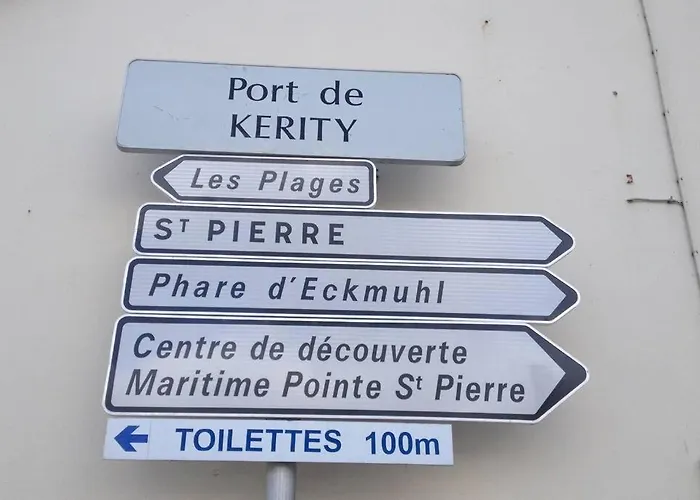 Port de
KERITY
Les Plages
Sᵗ PIERRE
Phare d'Eckmuhl
Centre de découverte
Maritime Pointe Sᵗ Pierre
TOILETTES 100m